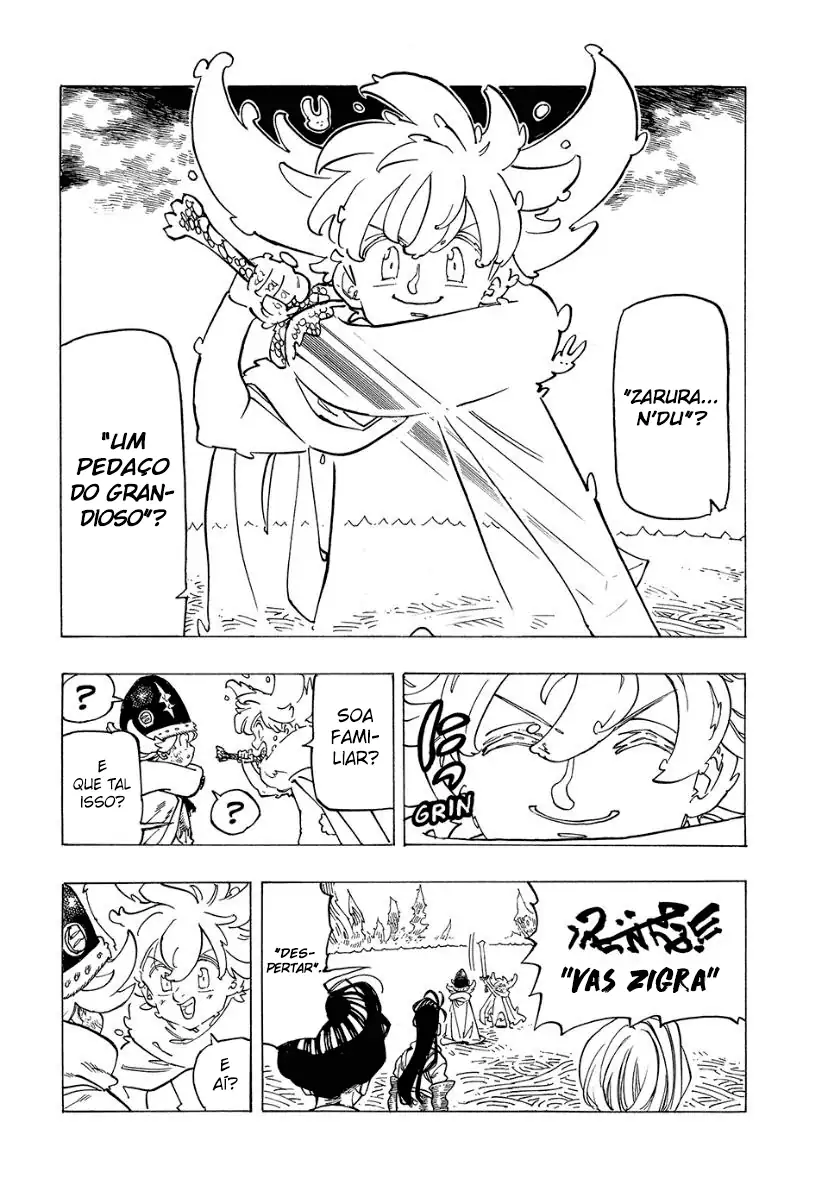 "ZARURA...
N'DU"?
"UM
PEDAÇO
DO GRAN-
DIOSO"?
GRIN
SOA
FAMI-
LIAR?
?
?
E
QUE TAL
ISSO?
"VAS ZIGRA"
"DES-
PERTAR"...
E
AÍ?